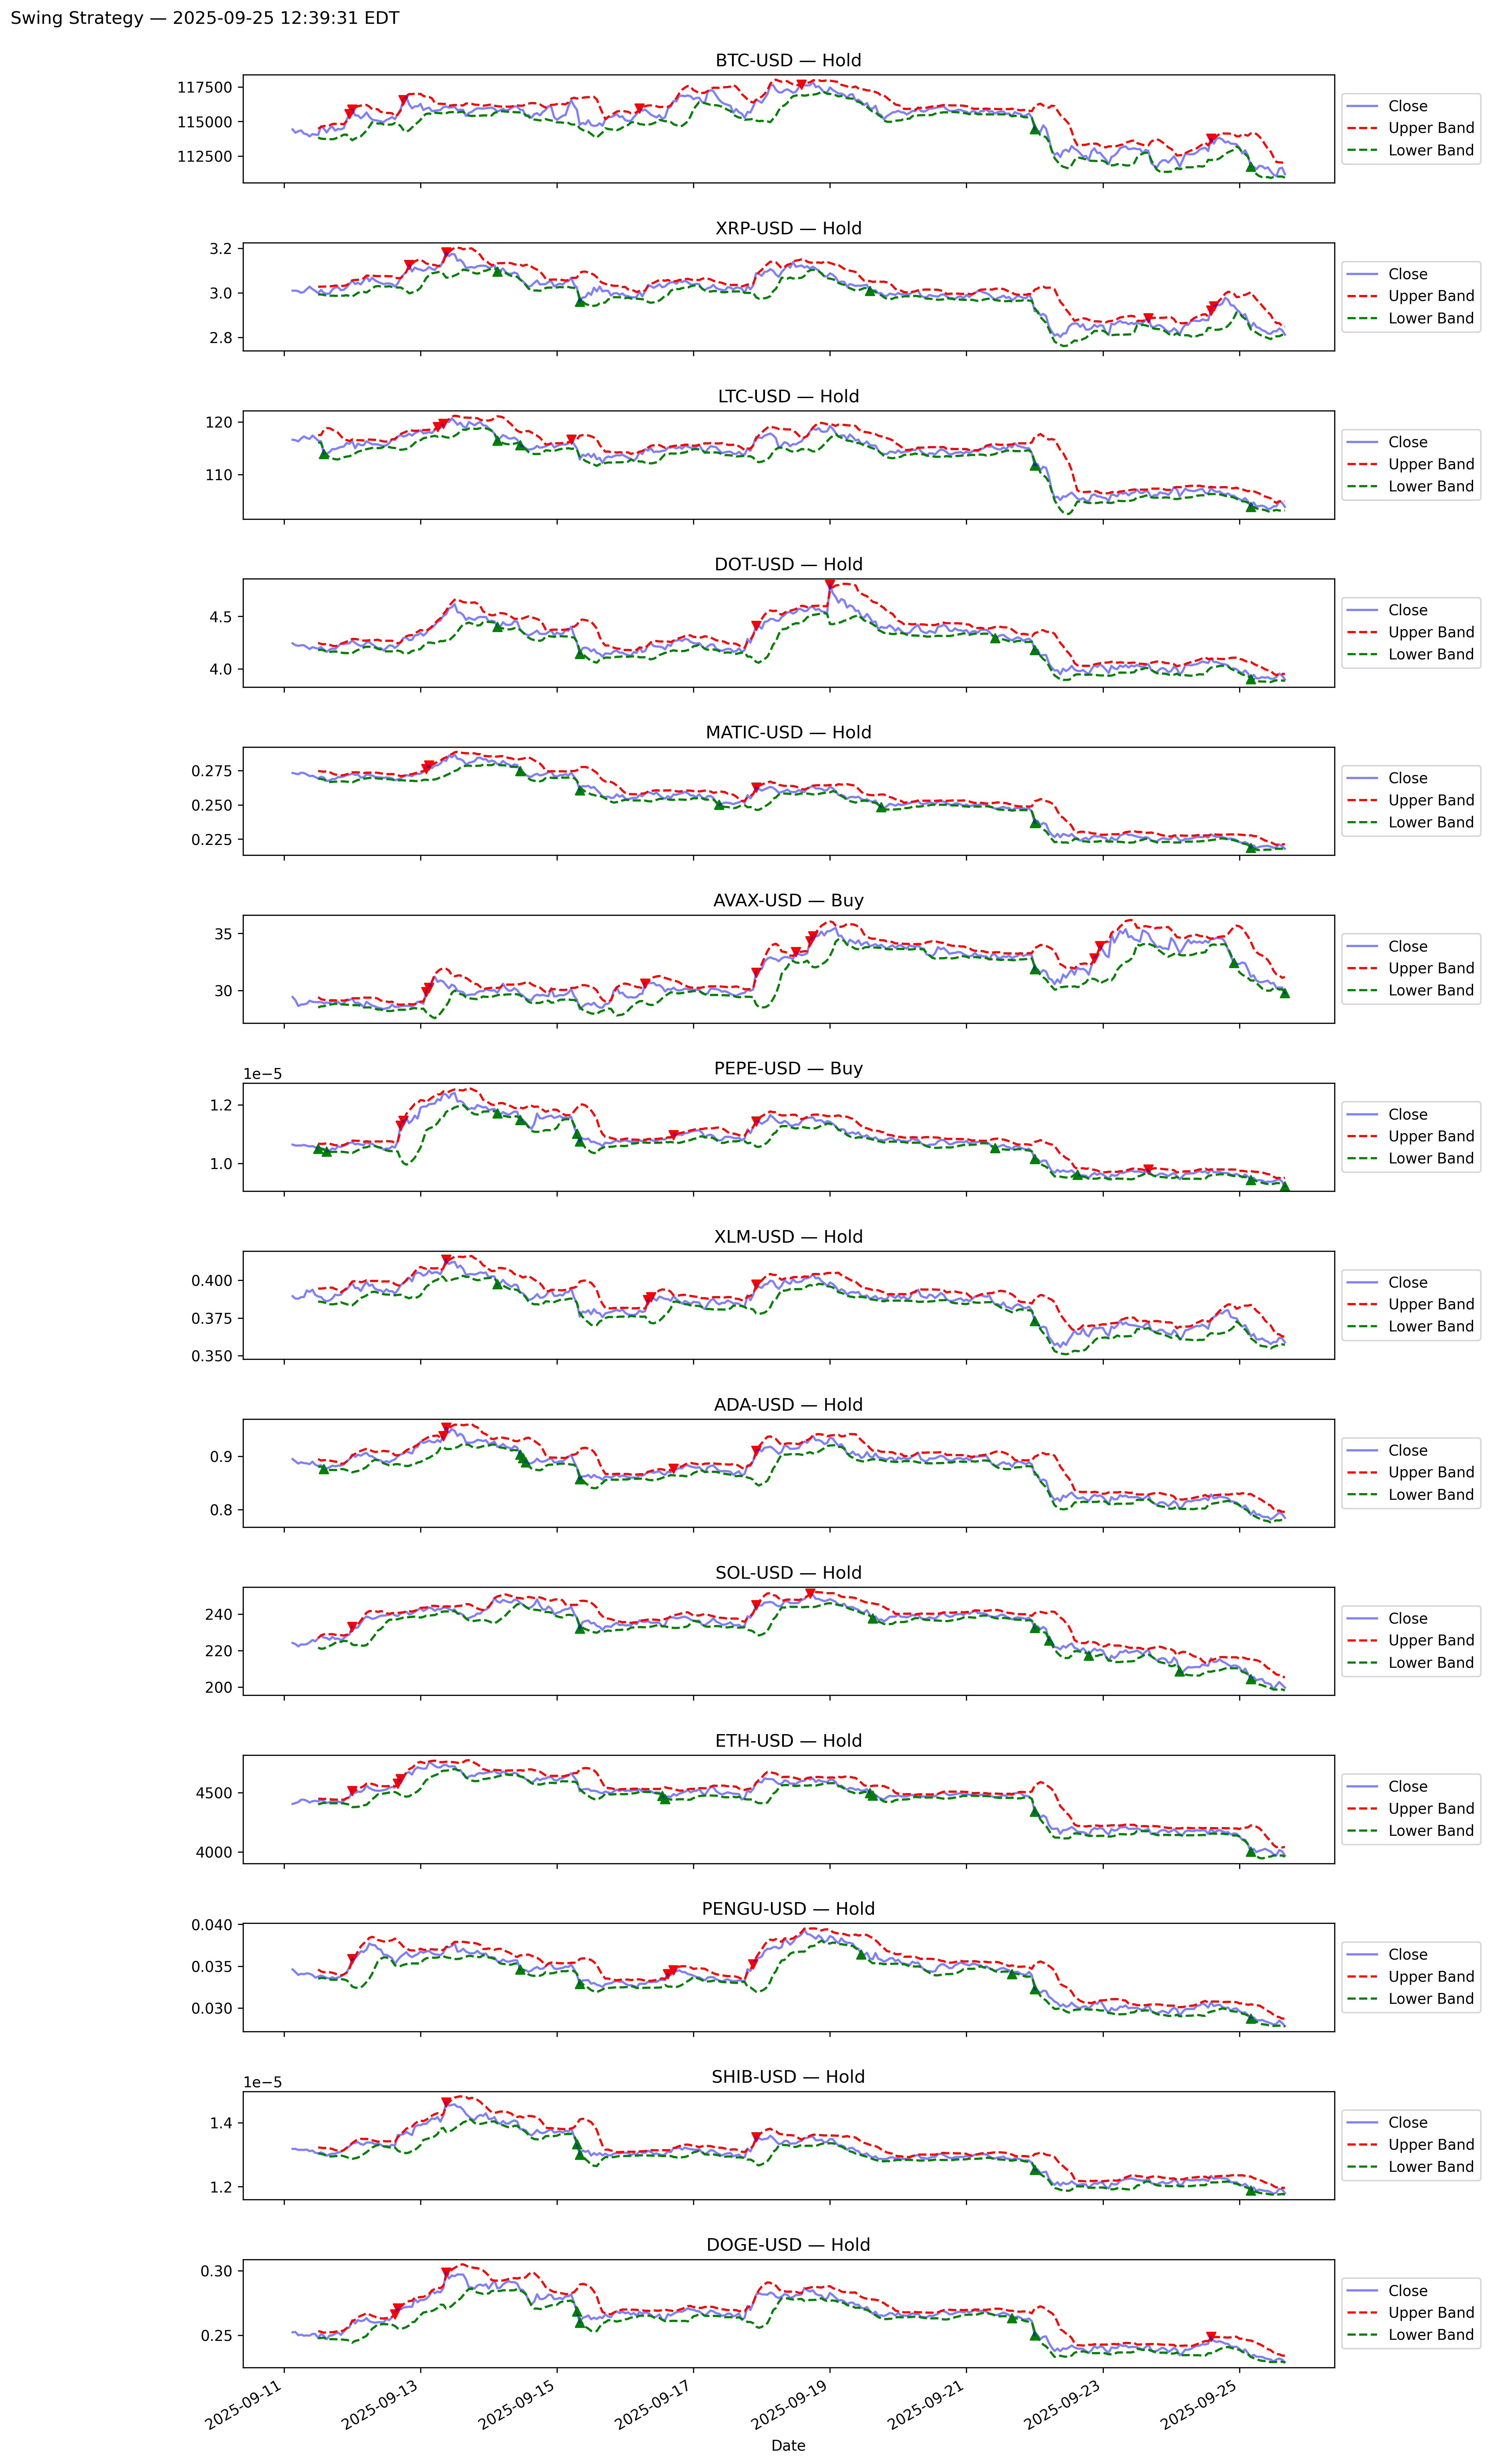 Swing Strategy — 2025-09-25 12:39:31 EDT
BTC-USD — Hold
117500
115000
112500
Close
Upper Band
Lower Band
XRP-USD — Hold
3.2
3.0
2.8
Close
Upper Band
Lower Band
LTC-USD — Hold
120
110
Close
Upper Band
Lower Band
DOT-USD — Hold
4.5
4.0
Close
Upper Band
Lower Band
MATIC-USD — Hold
0.275
0.250
0.225
Close
Upper Band
Lower Band
AVAX-USD — Buy
35
30
Close
Upper Band
Lower Band
PEPE-USD — Buy
1e−5
1.2
1.0
Close
Upper Band
Lower Band
XLM-USD — Hold
0.400
0.375
0.350
Close
Upper Band
Lower Band
ADA-USD — Hold
0.9
0.8
Close
Upper Band
Lower Band
SOL-USD — Hold
240
220
200
Close
Upper Band
Lower Band
ETH-USD — Hold
4500
4000
Close
Upper Band
Lower Band
PENGU-USD — Hold
0.040
0.035
0.030
Close
Upper Band
Lower Band
SHIB-USD — Hold
1e−5
1.4
1.2
Close
Upper Band
Lower Band
DOGE-USD — Hold
0.30
0.25
Close
Upper Band
Lower Band
2025-09-11
2025-09-13
2025-09-15
2025-09-17
2025-09-19
2025-09-21
2025-09-23
2025-09-25
Date